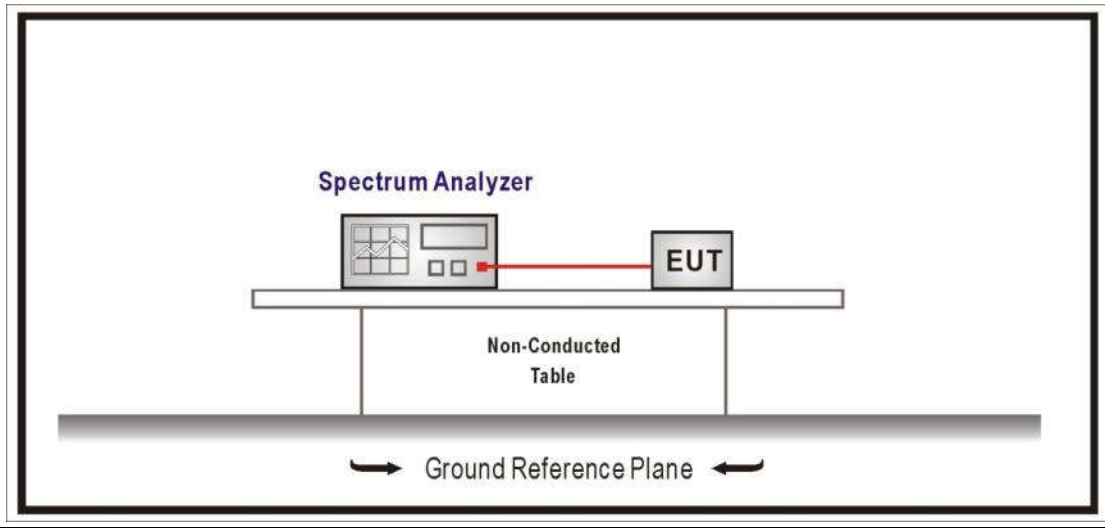 Spectrum Analyzer
EUT
Non-Conducted
Table
Ground Reference Plane